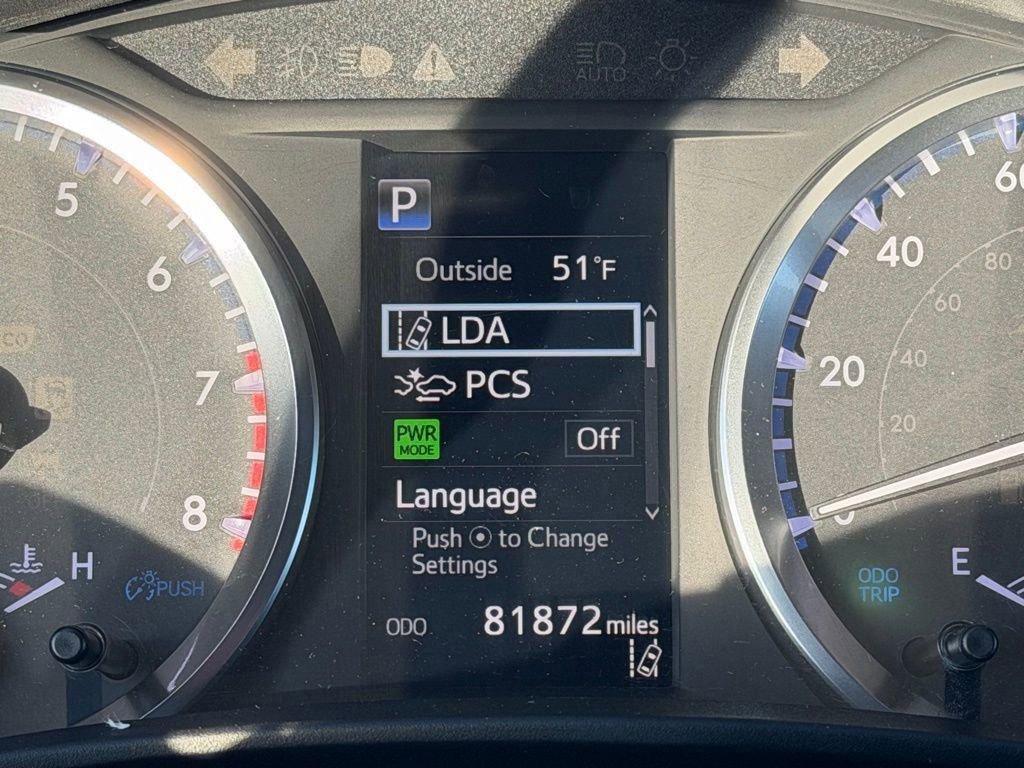 AUTO
P
Outside 51°F
LDA
PCS
PWR MODE Off
Language
Push ⊙ to Change
Settings
ODO 81872 miles
5
6
7
8
H
PUSH
60
40
20
80
60
40
20
E
ODO
TRIP